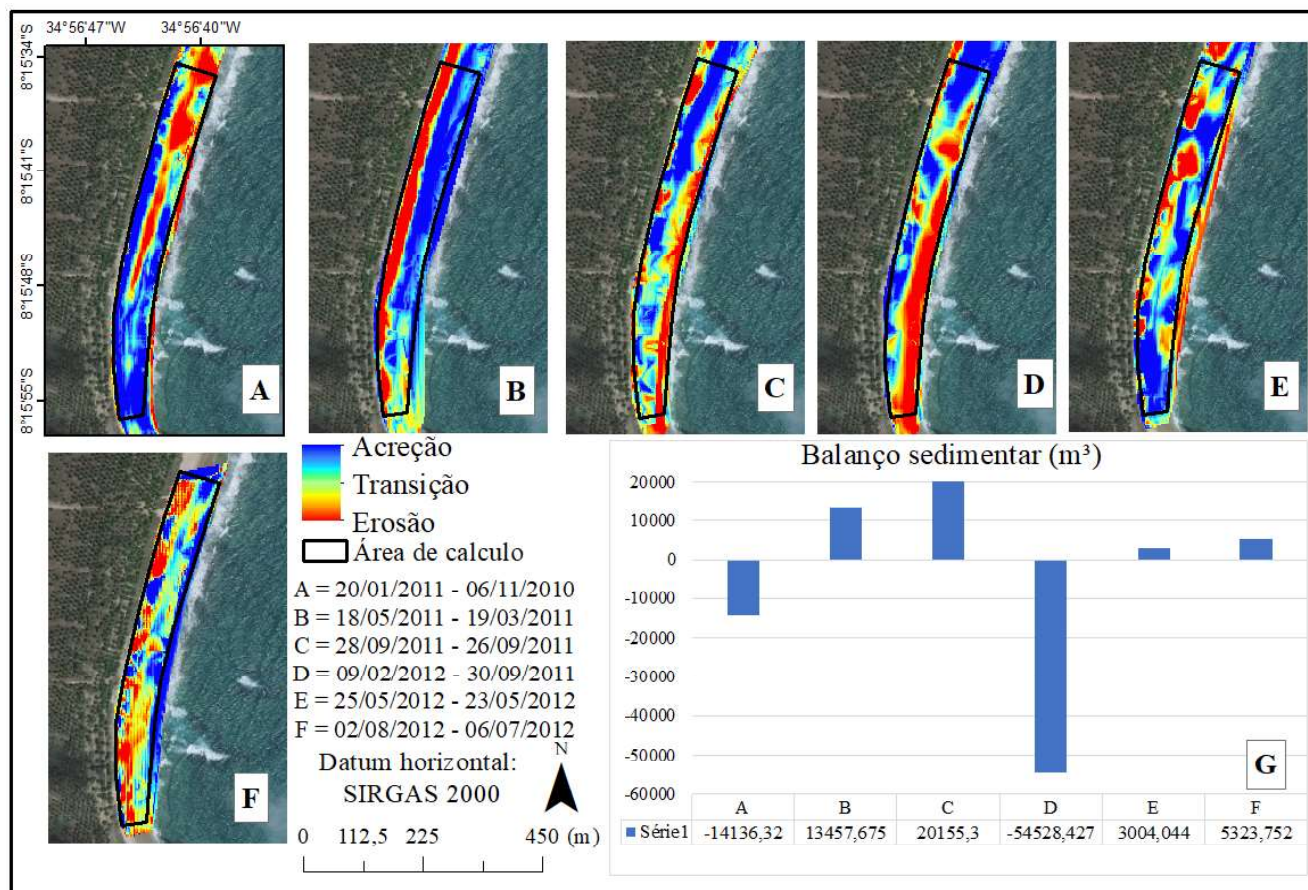 34°56'47"W 34°56'40"W
8°15'34"S
8°15'41"S
8°15'48"S
8°15'55"S
A
B
C
D
E
F
Acreção
Transição
Erosão
Área de calculo
A = 20/01/2011 - 06/11/2010
B = 18/05/2011 - 19/03/2011
C = 28/09/2011 - 26/09/2011
D = 09/02/2012 - 30/09/2011
E = 25/05/2012 - 23/05/2012
F = 02/08/2012 - 06/07/2012
Datum horizontal:
SIRGAS 2000
N
0 112,5 225 450 (m)
Balanço sedimentar (m³)
20000
10000
0
-10000
-20000
-30000
-40000
-50000
-60000
G
A B C D E F
Série1 -14136,32 13457,675 20155,3 -54528,427 3004,044 5323,752